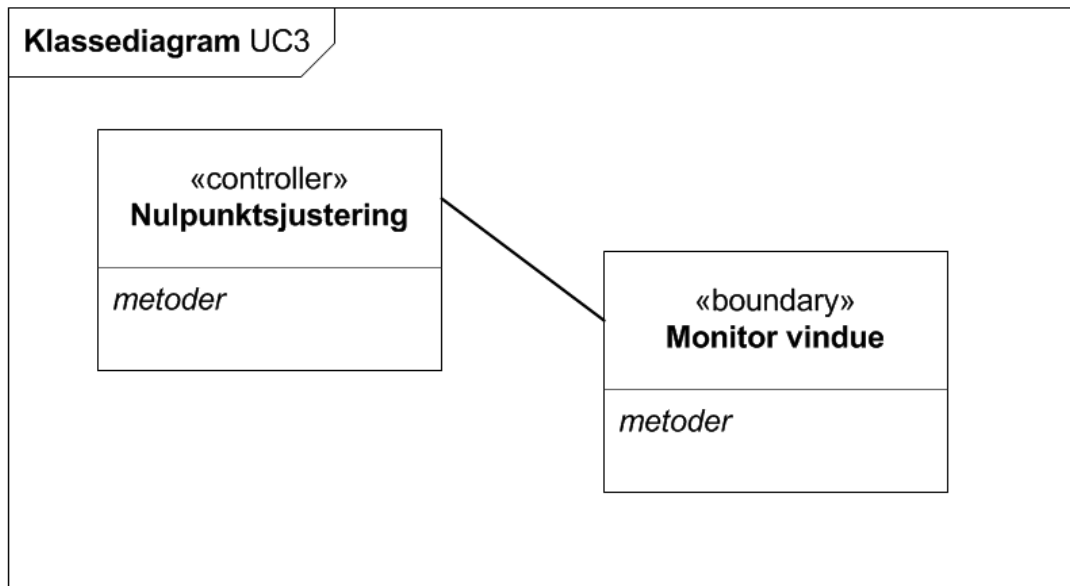 Klassediagram UC3
«controller»
Nulpunktsjustering
metoder
«boundary»
Monitor vindue
metoder